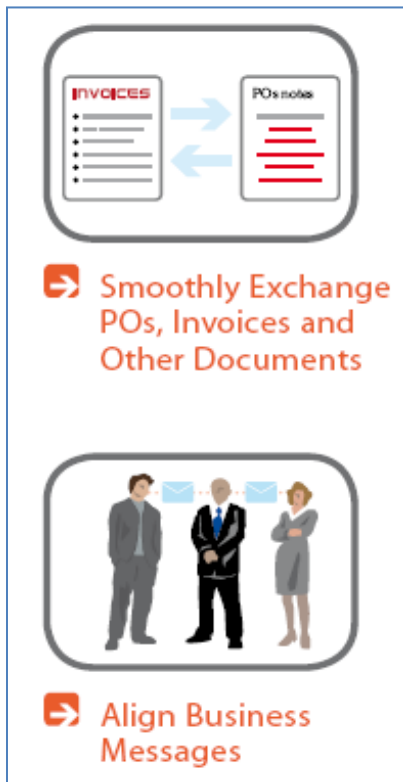 INVOICES
POs notes
Smoothly Exchange
POs, Invoices and
Other Documents
Align Business
Messages